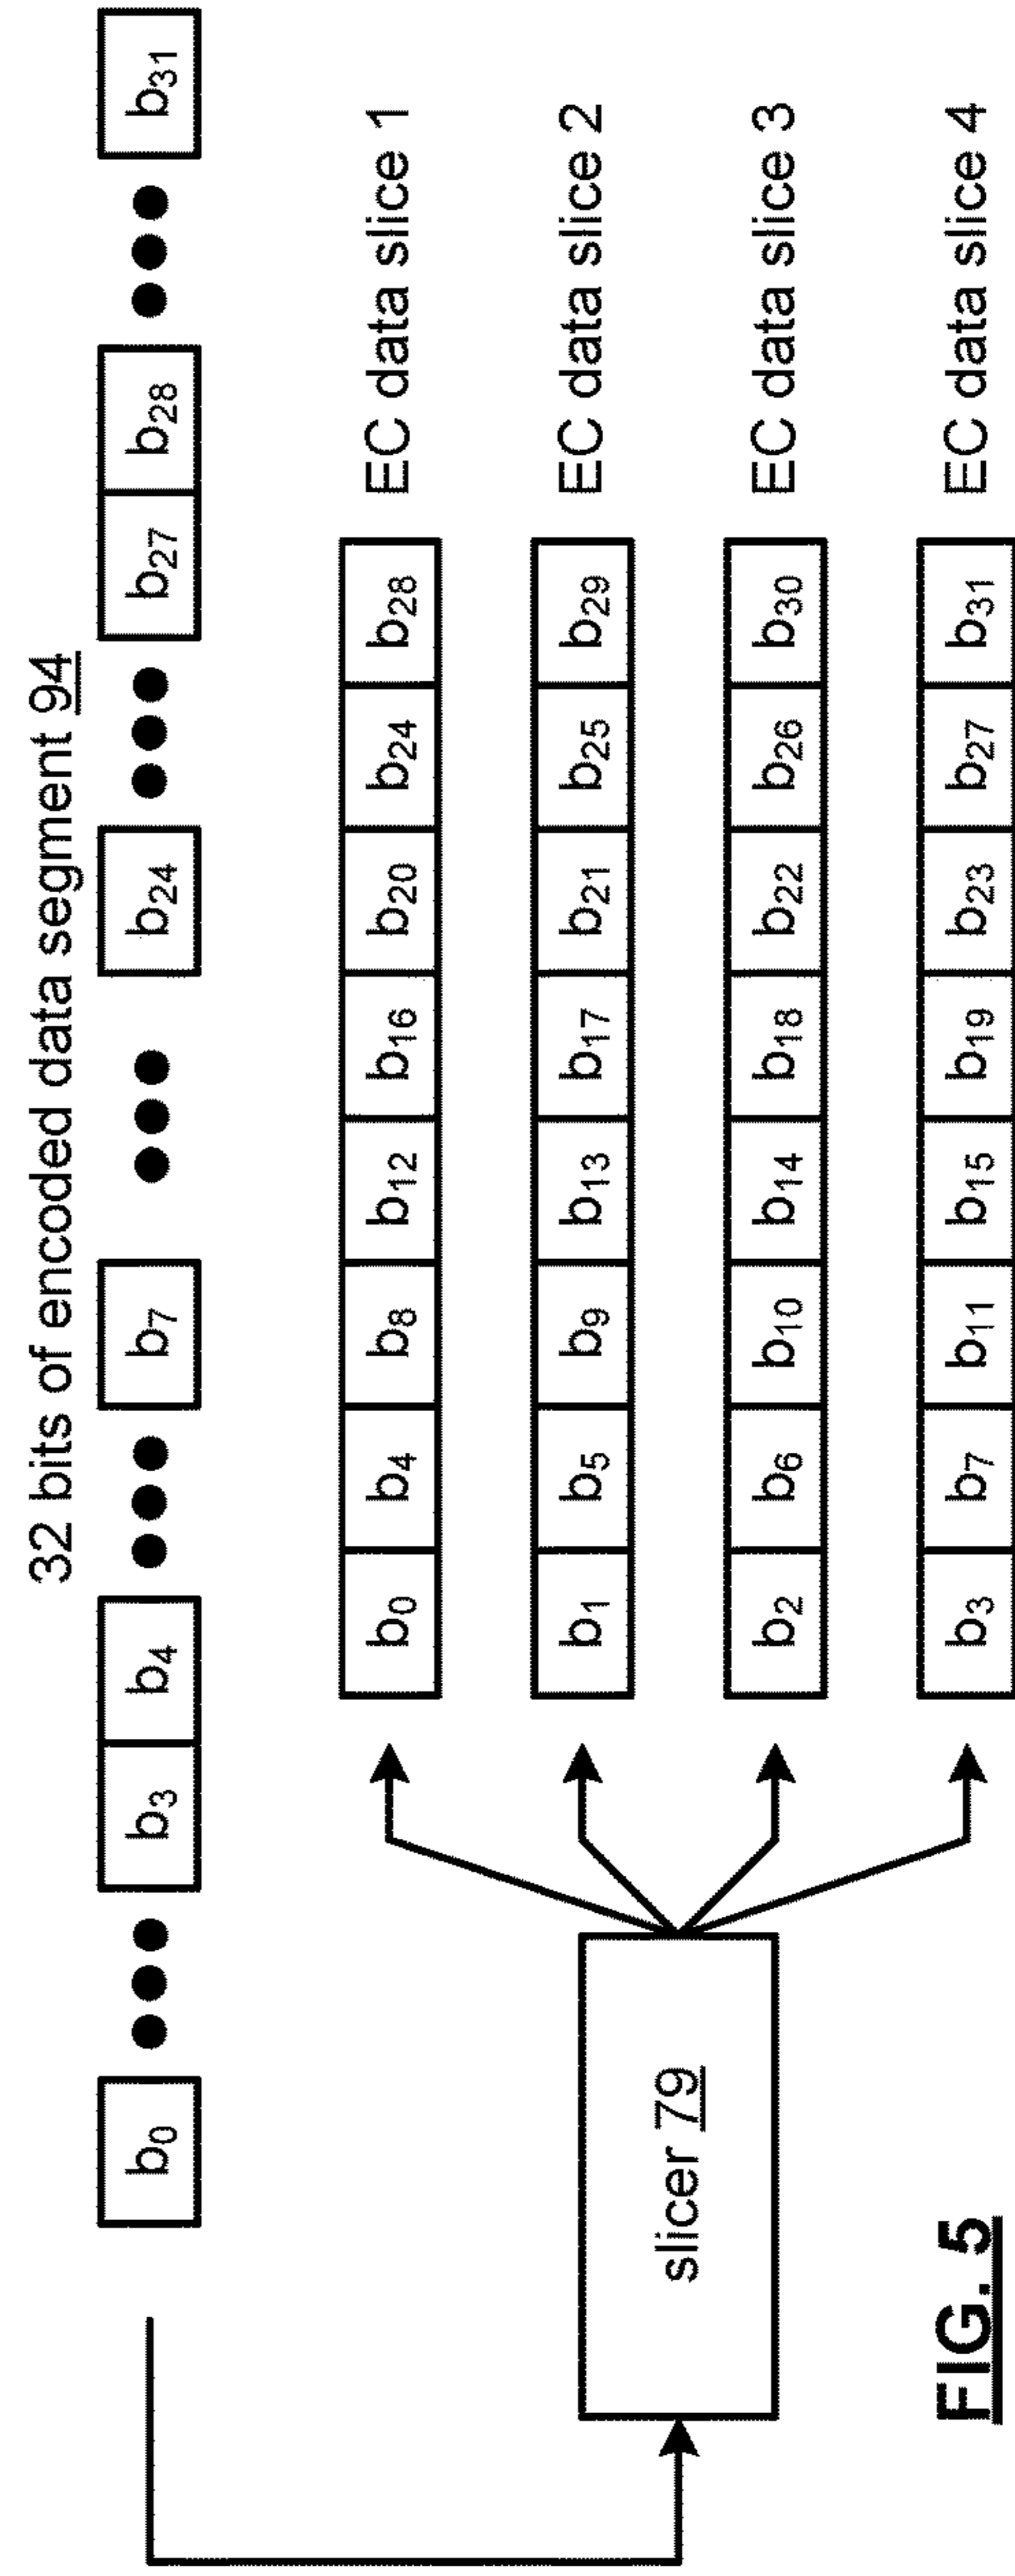 32 bits of encoded data segment 94
b0 ●●● b3 b4 ●●● b7 ●●● b24 ●●● b27 b28 ●●● b31
b0 b4 b8 b12 b16 b20 b24 b28 EC data slice 1
b1 b5 b9 b13 b17 b21 b25 b29 EC data slice 2
slicer 79
b2 b6 b10 b14 b18 b22 b26 b30 EC data slice 3
b3 b7 b11 b15 b19 b23 b27 b31 EC data slice 4
FIG. 5